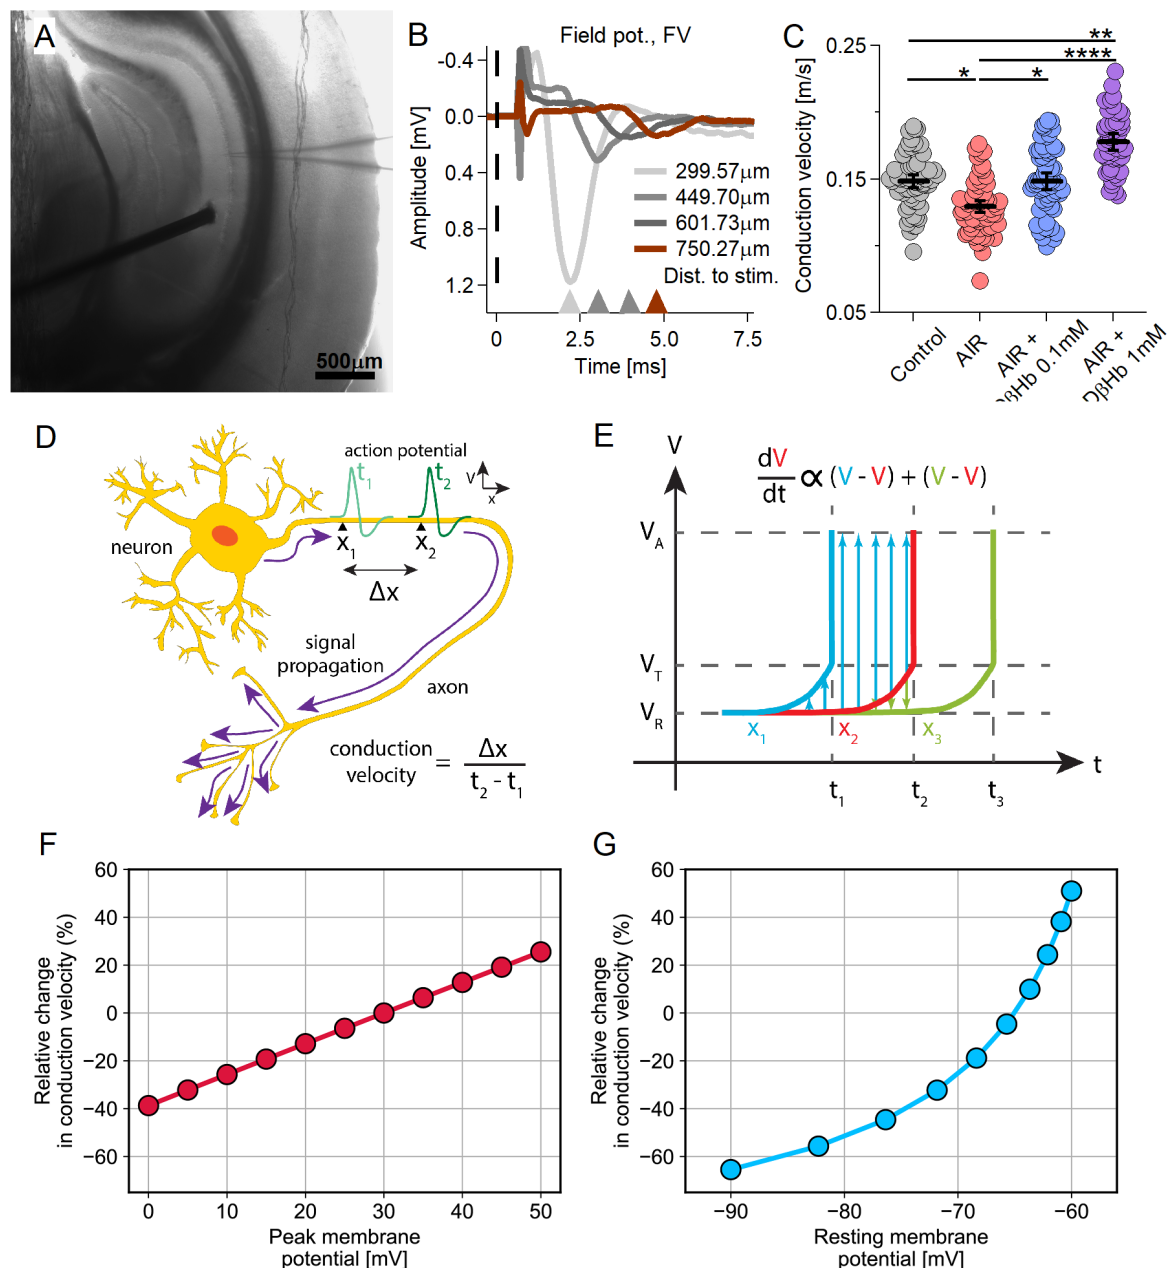 A
500μm
B
Field pot., FV
-0.4
0.0
0.4
0.8
1.2
Amplitude [mV]
299.57μm
449.70μm
601.73μm
750.27μm
Dist. to stim.
0
2.5
5.0
7.5
Time [ms]
C
**
****
*
*
0.25
0.15
0.05
Conduction velocity [m/s]
Control
AIR
AIR +
DβHb 0.1mM
AIR +
DβHb 1mM
D
action potential
t1
t2
V
x
neuron
x1
x2
Δx
signal
propagation
axon
conduction
velocity
= Δx
t2 - t1
E
V
dV
dt
∝ (V - V) + (V - V)
VA
VT
VR
x1
x2
x3
t
t1
t2
t3
F
60
40
20
0
−20
−40
−60
Relative change
in conduction velocity (%)
0
10
20
30
40
50
Peak membrane
potential [mV]
G
60
40
20
0
−20
−40
−60
Relative change
in conduction velocity (%)
−90
−80
−70
−60
Resting membrane
potential [mV]